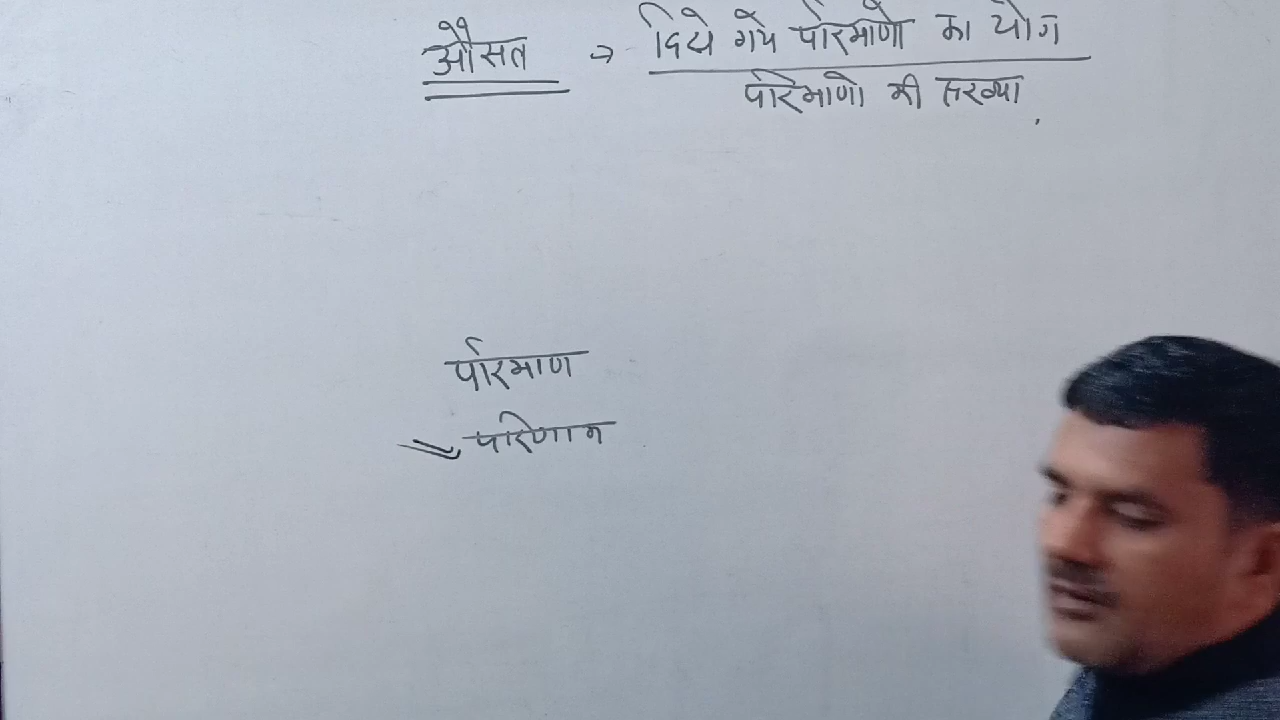 औसत → दिये गये परिमाणो का योग
परिमाणो की संख्या
परिमाण
परिणाम